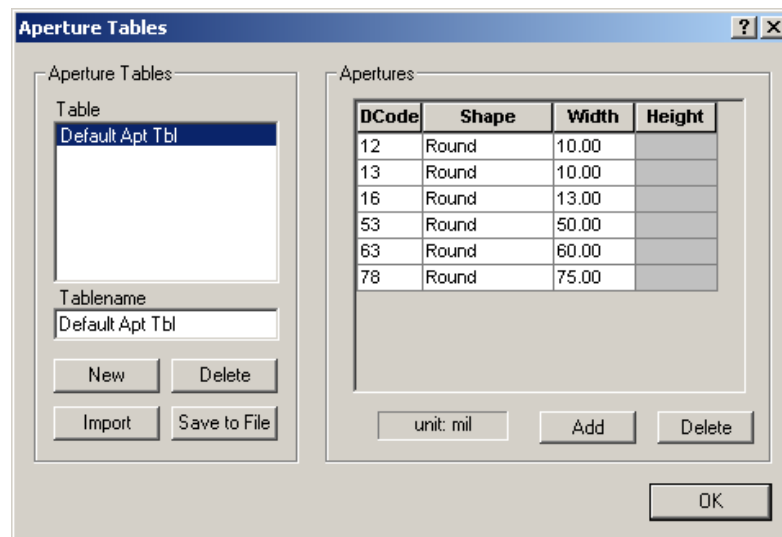 Aperture Tables
Aperture Tables
Table
Default Apt Tbl
Tablename
Default Apt Tbl
New Delete
Import Save to File
Apertures
DCode Shape Width Height
12 Round 10.00
13 Round 10.00
16 Round 13.00
53 Round 50.00
63 Round 60.00
78 Round 75.00
unit: mil Add Delete
OK